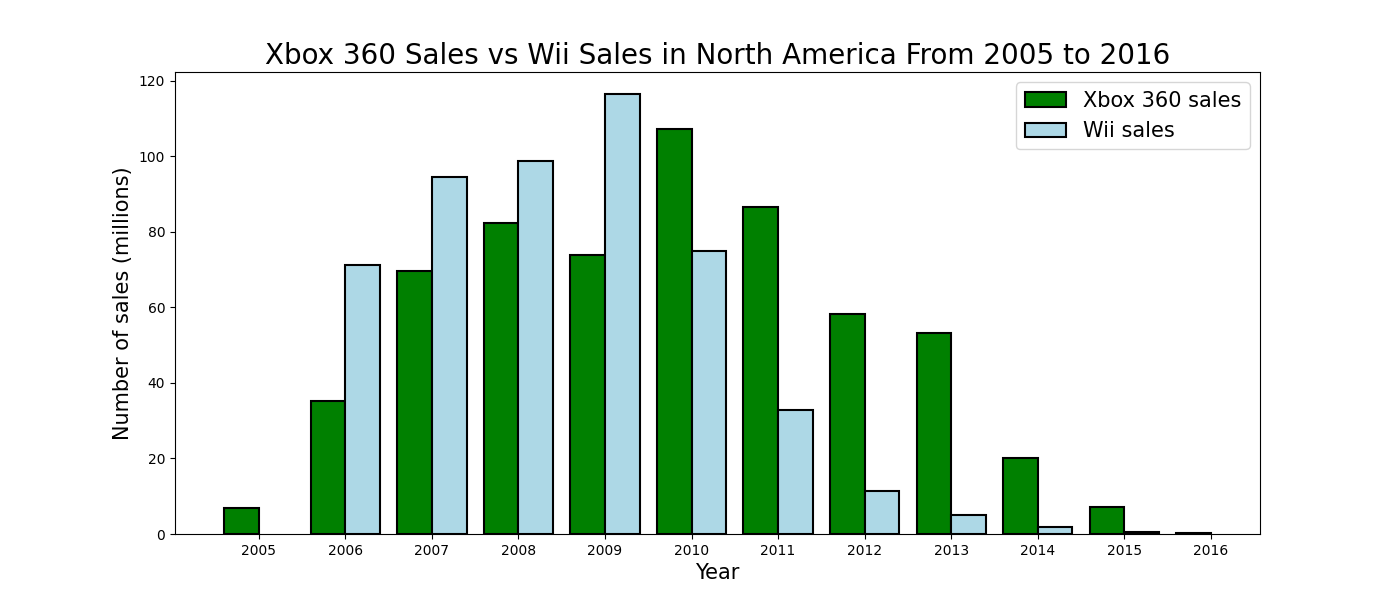 Xbox 360 Sales vs Wii Sales in North America From 2005 to 2016
Xbox 360 sales
Wii sales
Number of sales (millions)
120
100
80
60
40
20
0
2005 2006 2007 2008 2009 2010 2011 2012 2013 2014 2015 2016
Year